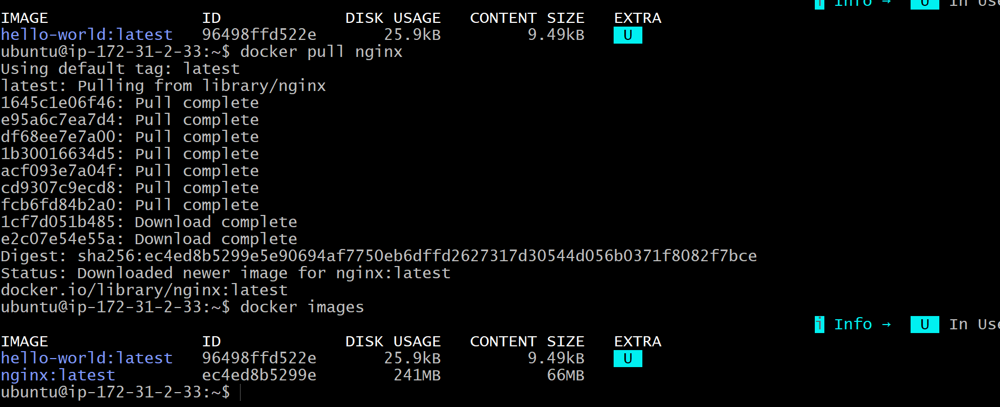 i Info → U In Use
IMAGE ID DISK USAGE CONTENT SIZE EXTRA
hello-world:latest 96498ffd522e 25.9kB 9.49kB U
ubuntu@ip-172-31-2-33:~$ docker pull nginx
Using default tag: latest
latest: Pulling from library/nginx
1645c1e06f46: Pull complete
e95a6c7ea7d4: Pull complete
df68ee7e7a00: Pull complete
1b30016634d5: Pull complete
acf093e7a04f: Pull complete
cd9307c9ecd8: Pull complete
fcb6fd84b2a0: Pull complete
1cf7d051b485: Download complete
e2c07e54e55a: Download complete
Digest: sha256:ec4ed8b5299e5e90694af7750eb6dffd2627317d30544d056b0371f8082f7bce
Status: Downloaded newer image for nginx:latest
docker.io/library/nginx:latest
ubuntu@ip-172-31-2-33:~$ docker images
i Info → U In Use
IMAGE ID DISK USAGE CONTENT SIZE EXTRA
hello-world:latest 96498ffd522e 25.9kB 9.49kB U
nginx:latest ec4ed8b5299e 241MB 66MB
ubuntu@ip-172-31-2-33:~$